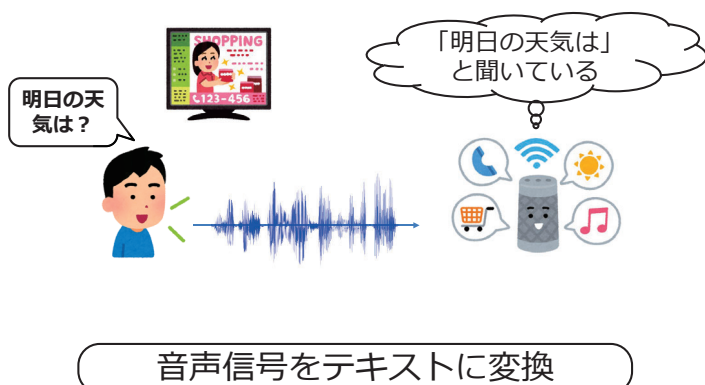 SHOPPING
123-456
「明日の天気は」
と聞いている
明日の天
気は？
音声信号をテキストに変換